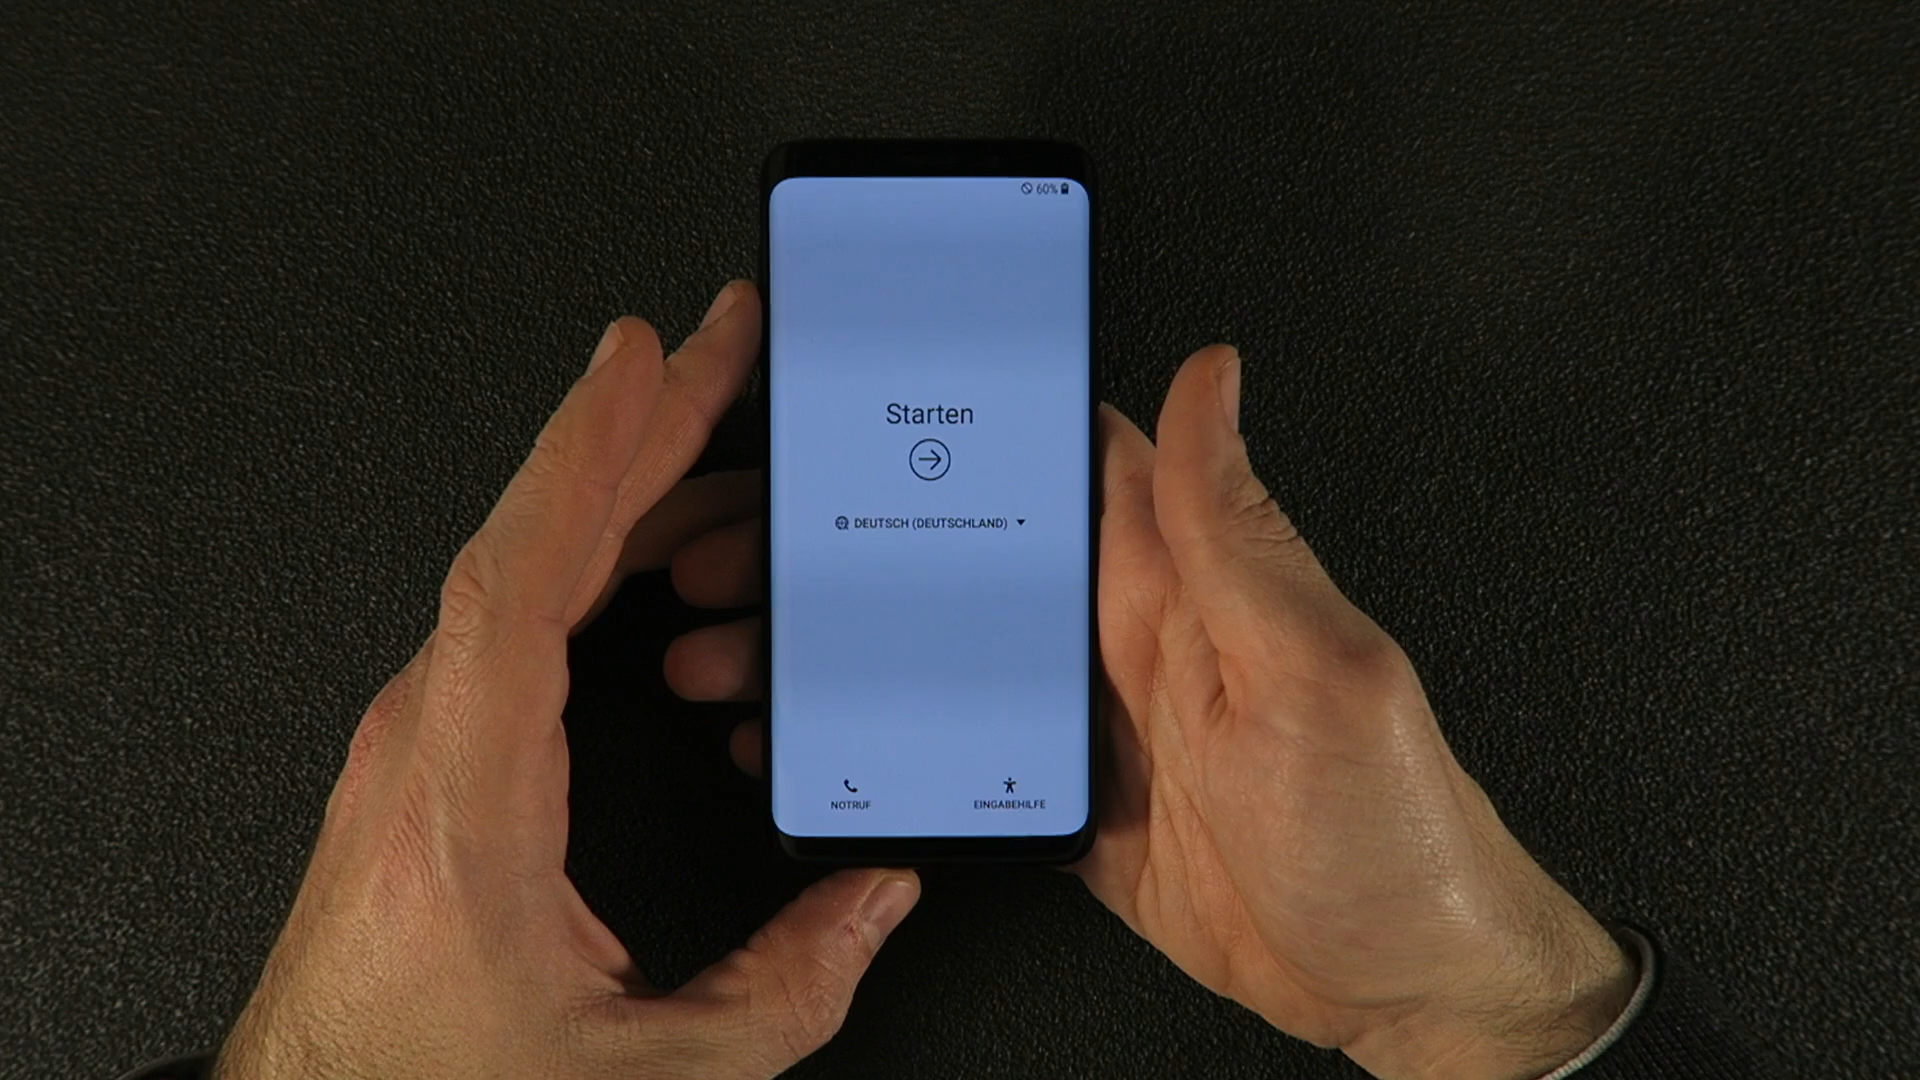 60%
Starten
DEUTSCH (DEUTSCHLAND)
NOTRUF
EINGABEHILFE